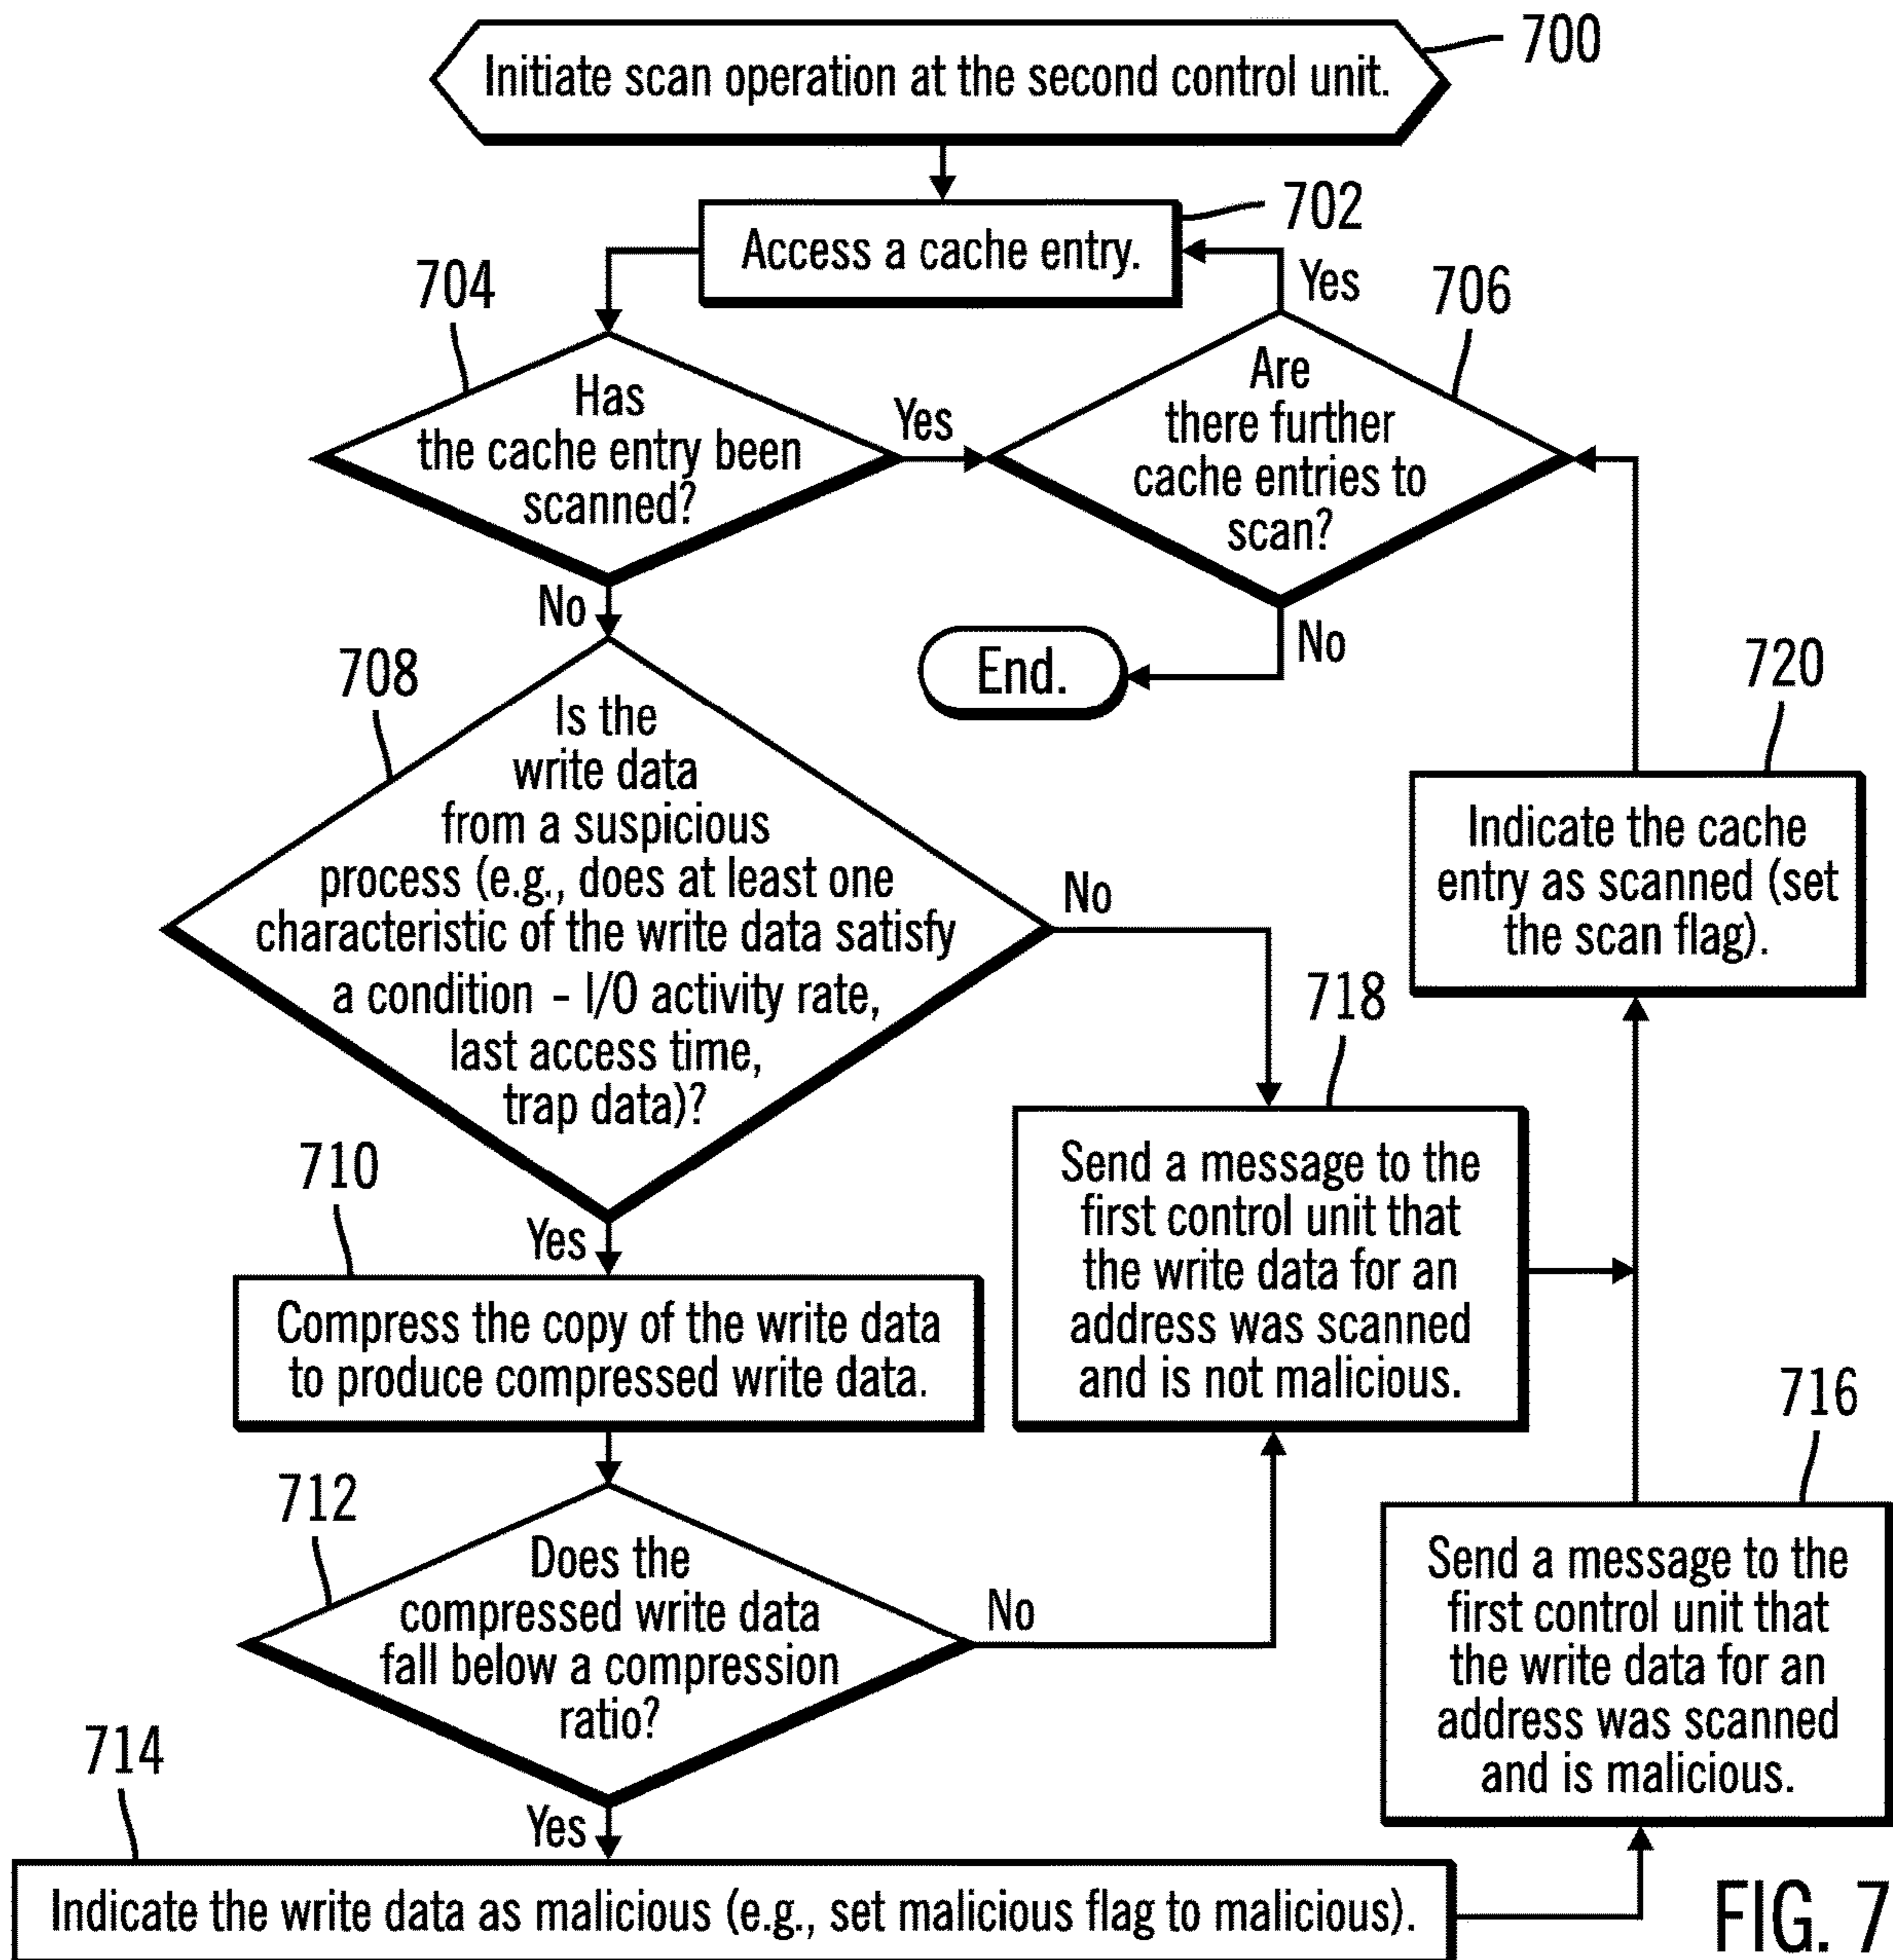 700
Initiate scan operation at the second control unit.
702
Access a cache entry.
704
Has
the cache entry been
scanned?
Yes
706
Yes
Are
there further
cache entries to
scan?
No
No
End.
708
Is the
write data
from a suspicious
process (e.g., does at least one
characteristic of the write data satisfy
a condition - I/O activity rate,
last access time,
trap data)?
No
Yes
720
Indicate the cache
entry as scanned (set
the scan flag).
718
Send a message to the
first control unit that
the write data for an
address was scanned
and is not malicious.
710
Compress the copy of the write data
to produce compressed write data.
712
Does the
compressed write data
fall below a compression
ratio?
No
Yes
716
Send a message to the
first control unit that
the write data for an
address was scanned
and is malicious.
714
Indicate the write data as malicious (e.g., set malicious flag to malicious).
FIG. 7